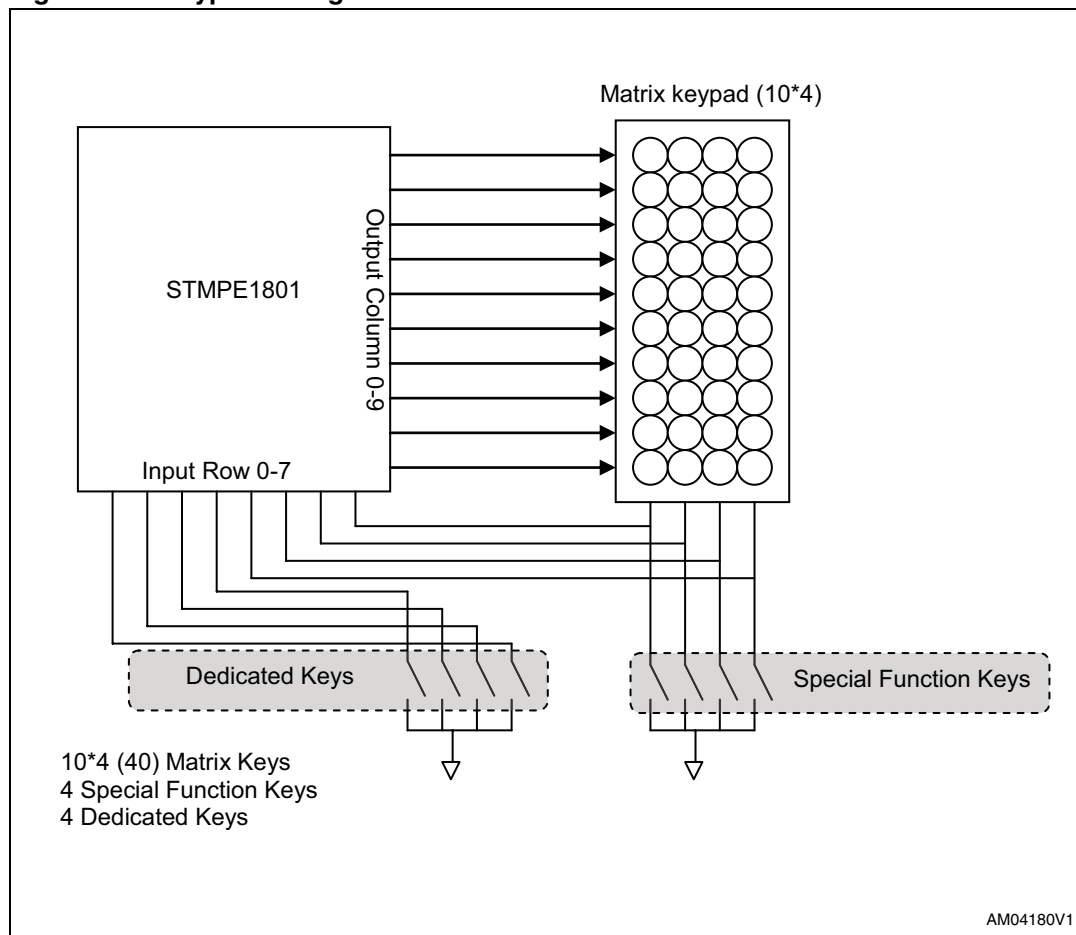 Matrix keypad (10*4)
STMPE1801
Output Column 0-9
Input Row 0-7
Dedicated Keys
Special Function Keys
10*4 (40) Matrix Keys
4 Special Function Keys
4 Dedicated Keys
AM04180V1